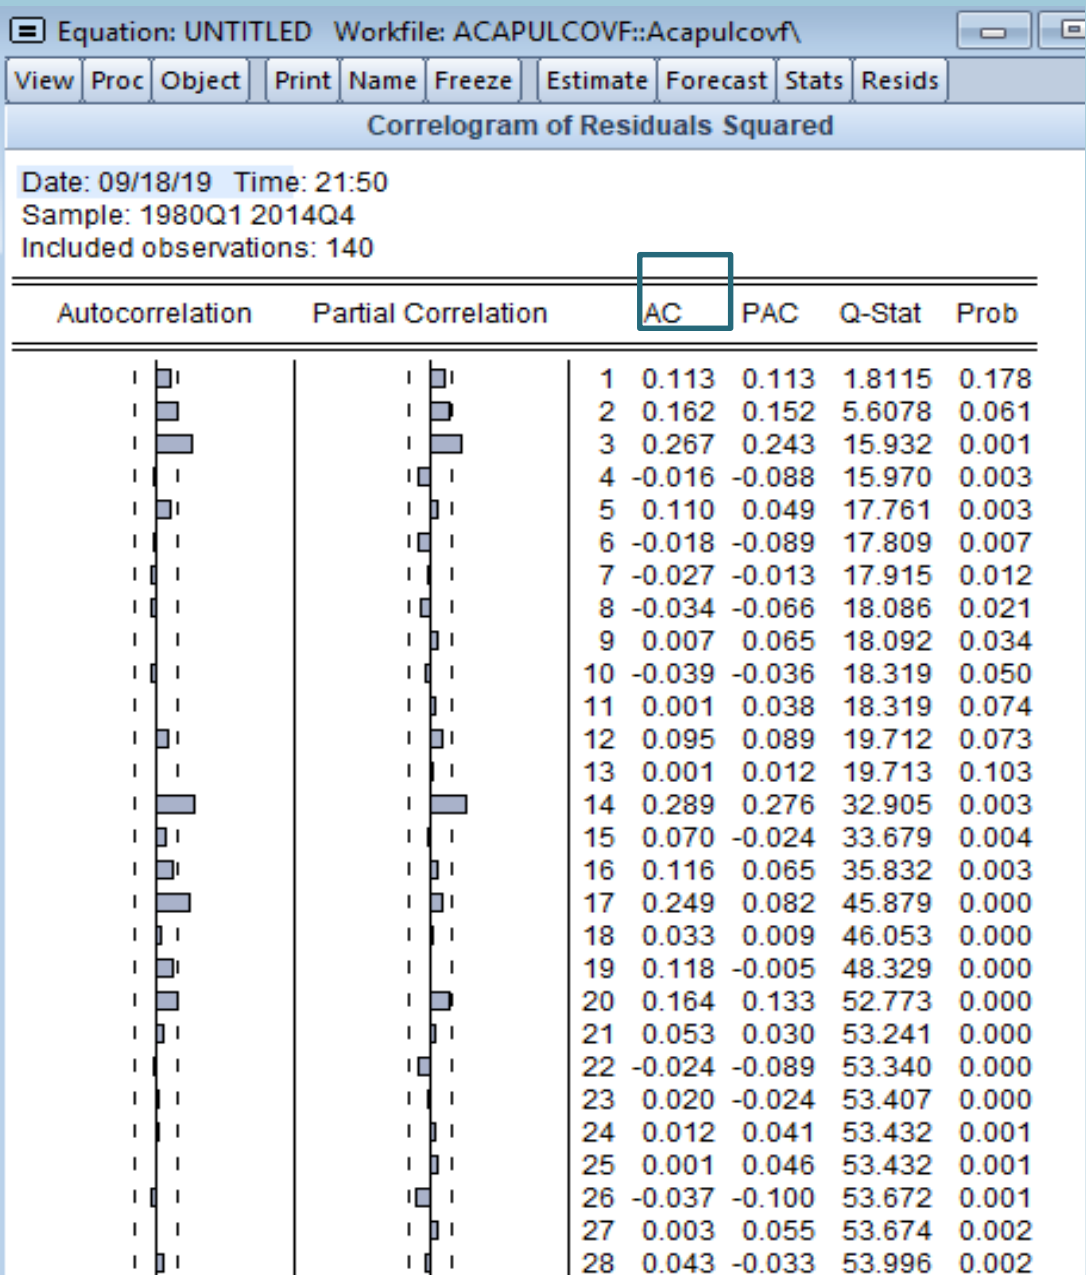 Equation: UNTITLED Workfile: ACAPULCOVF::Acapulcovf\
View Proc Object Print Name Freeze Estimate Forecast Stats Resids
Correlogram of Residuals Squared
Date: 09/18/19 Time: 21:50
Sample: 1980Q1 2014Q4
Included observations: 140
Autocorrelation Partial Correlation AC PAC Q-Stat Prob
1 0.113 0.113 1.8115 0.178
2 0.162 0.152 5.6078 0.061
3 0.267 0.243 15.932 0.001
4 -0.016 -0.088 15.970 0.003
5 0.110 0.049 17.761 0.003
6 -0.018 -0.089 17.809 0.007
7 -0.027 -0.013 17.915 0.012
8 -0.034 -0.066 18.086 0.021
9 0.007 0.065 18.092 0.034
10 -0.039 -0.036 18.319 0.050
11 0.001 0.038 18.319 0.074
12 0.095 0.089 19.712 0.073
13 0.001 0.012 19.713 0.103
14 0.289 0.276 32.905 0.003
15 0.070 -0.024 33.679 0.004
16 0.116 0.065 35.832 0.003
17 0.249 0.082 45.879 0.000
18 0.033 0.009 46.053 0.000
19 0.118 -0.005 48.329 0.000
20 0.164 0.133 52.773 0.000
21 0.053 0.030 53.241 0.000
22 -0.024 -0.089 53.340 0.000
23 0.020 -0.024 53.407 0.000
24 0.012 0.041 53.432 0.001
25 0.001 0.046 53.432 0.001
26 -0.037 -0.100 53.672 0.001
27 0.003 0.055 53.674 0.002
28 0.043 -0.033 53.996 0.002